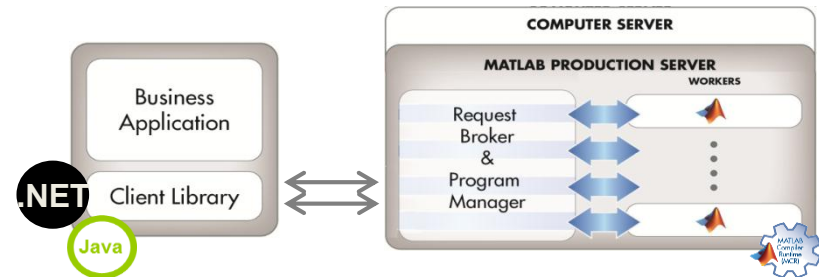 Business
Application
Client Library
.NET
Java
COMPUTER SERVER
MATLAB PRODUCTION SERVER
WORKERS
Request
Broker
&
Program
Manager
MATLAB
Compiler
Runtime
(MCR)